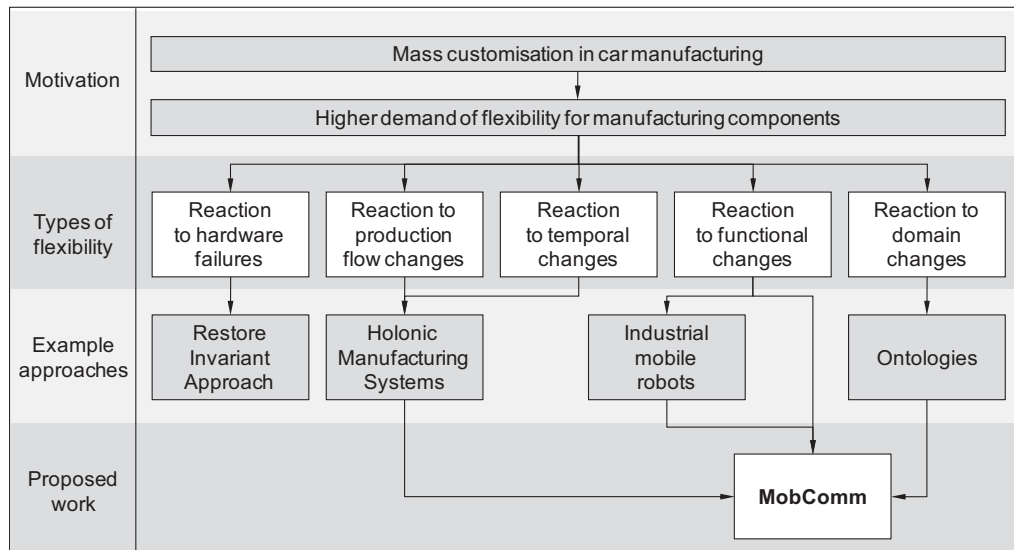 Motivation
Mass customisation in car manufacturing
Higher demand of flexibility for manufacturing components
Types of
flexibility
Reaction
to hardware
failures
Reaction to
production
flow changes
Reaction
to temporal
changes
Reaction
to functional
changes
Reaction to
domain
changes
Example
approaches
Restore
Invariant
Approach
Holonic
Manufacturing
Systems
Industrial
mobile
robots
Ontologies
Proposed
work
MobComm